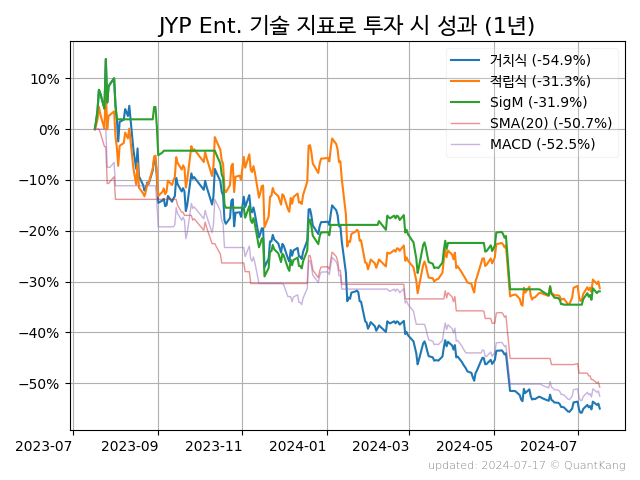 JYP Ent. 기술 지표로 투자 시 성과 (1년)
거치식 (-54.9%)
적립식 (-31.3%)
SigM (-31.9%)
SMA(20) (-50.7%)
MACD (-52.5%)
10%
0%
−10%
−20%
−30%
−40%
−50%
2023-07 2023-09 2023-11 2024-01 2024-03 2024-05 2024-07
updated: 2024-07-17 © QuantKang